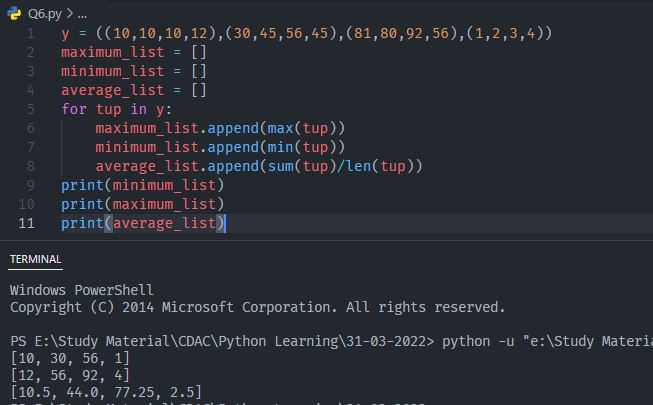 Q6.py > ...
1 y = ((10,10,10,12),(30,45,56,45),(81,80,92,56),(1,2,3,4))
2 maximum_list = []
3 minimum_list = []
4 average_list = []
5 for tup in y:
6     maximum_list.append(max(tup))
7     minimum_list.append(min(tup))
8     average_list.append(sum(tup)/len(tup))
9 print(minimum_list)
10 print(maximum_list)
11 print(average_list)
TERMINAL
Windows PowerShell
Copyright (C) 2014 Microsoft Corporation. All rights reserved.
PS E:\Study Material\CDAC\Python Learning\31-03-2022> python -u "e:\Study Materia
[10, 30, 56, 1]
[12, 56, 92, 4]
[10.5, 44.0, 77.25, 2.5]